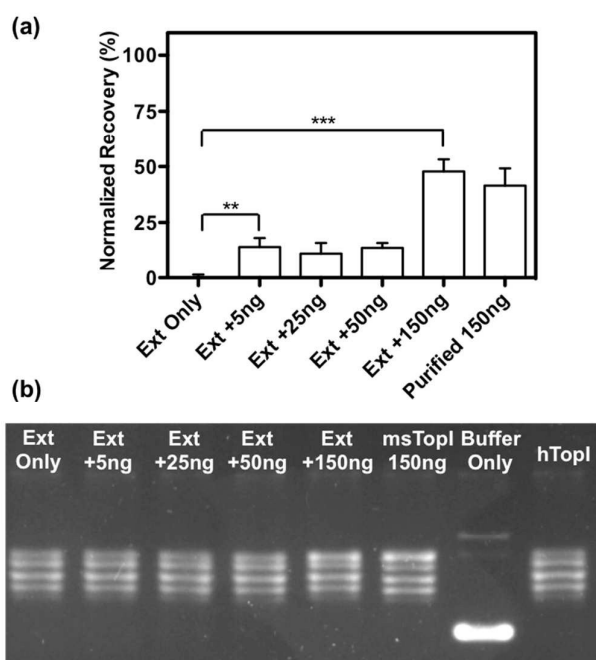 (a)
Normalized Recovery (%)
100
75
50
25
0
***
**
Ext Only
Ext +5ng
Ext +25ng
Ext +50ng
Ext +150ng
Purified 150ng
(b)
Ext Only
Ext +5ng
Ext +25ng
Ext +50ng
Ext +150ng
msTopI 150ng
Buffer Only
hTopI